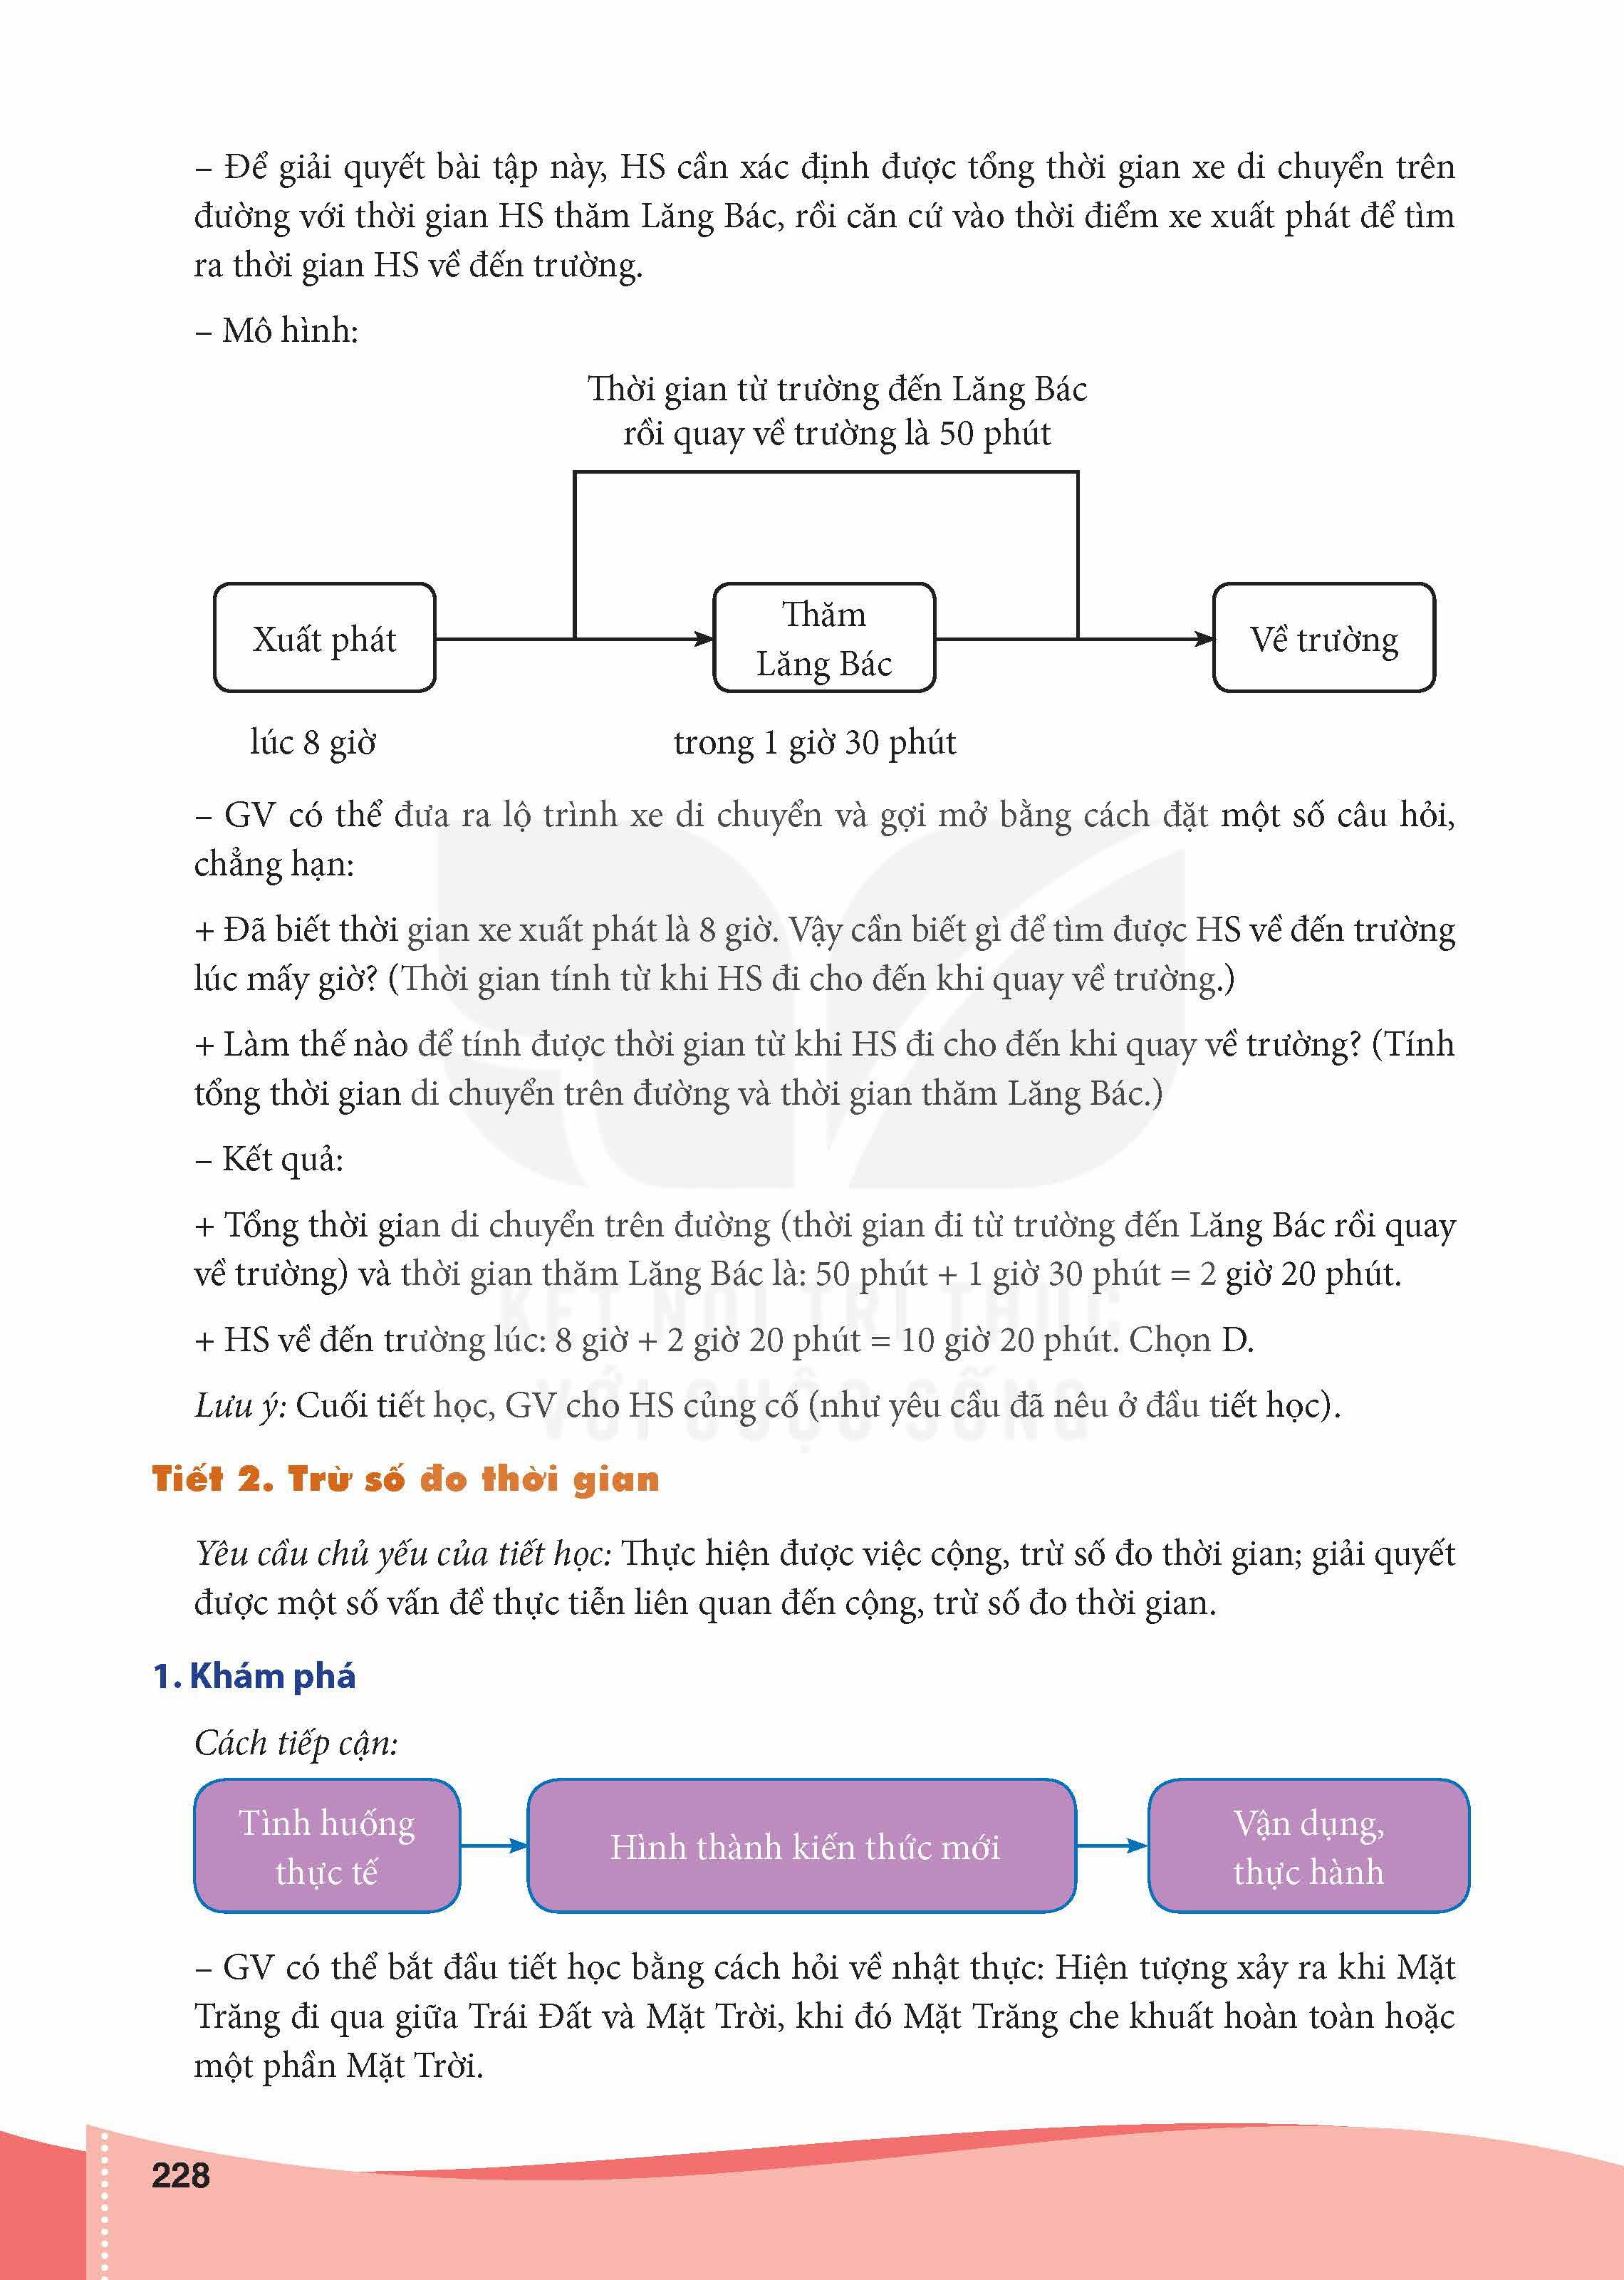 – Để giải quyết bài tập này, HS cần xác định được tổng thời gian xe di chuyển trên
đường với thời gian HS thăm Lăng Bác, rồi căn cứ vào thời điểm xe xuất phát để tìm
ra thời gian HS về đến trường.
– Mô hình:
Thời gian từ trường đến Lăng Bác
rồi quay về trường là 50 phút
Xuất phát
Thăm
Lăng Bác
Về trường
lúc 8 giờ
trong 1 giờ 30 phút
– GV có thể đưa ra lộ trình xe di chuyển và gợi mở bằng cách đặt một số câu hỏi,
chẳng hạn:
+ Đã biết thời gian xe xuất phát là 8 giờ. Vậy cần biết gì để tìm được HS về đến trường
lúc mấy giờ? (Thời gian tính từ khi HS đi cho đến khi quay về trường.)
+ Làm thế nào để tính được thời gian từ khi HS đi cho đến khi quay về trường? (Tính
tổng thời gian di chuyển trên đường và thời gian thăm Lăng Bác.)
– Kết quả:
+ Tổng thời gian di chuyển trên đường (thời gian đi từ trường đến Lăng Bác rồi quay
về trường) và thời gian thăm Lăng Bác là: 50 phút + 1 giờ 30 phút = 2 giờ 20 phút.
KẾT NỐI TRI THỨC
+ HS về đến trường lúc: 8 giờ + 2 giờ 20 phút = 10 giờ 20 phút. Chọn D.
VỚI CUỘC SỐNG
Lưu ý: Cuối tiết học, GV cho HS củng cố (như yêu cầu đã nêu ở đầu tiết học).
Tiết 2. Trừ số đo thời gian
Yêu cầu chủ yếu của tiết học: Thực hiện được việc cộng, trừ số đo thời gian; giải quyết
được một số vấn đề thực tiễn liên quan đến cộng, trừ số đo thời gian.
1. Khám phá
Cách tiếp cận:
Tình huống
thực tế
Hình thành kiến thức mới
Vận dụng,
thực hành
– GV có thể bắt đầu tiết học bằng cách hỏi về nhật thực: Hiện tượng xảy ra khi Mặt
Trăng đi qua giữa Trái Đất và Mặt Trời, khi đó Mặt Trăng che khuất hoàn toàn hoặc
một phần Mặt Trời.
228